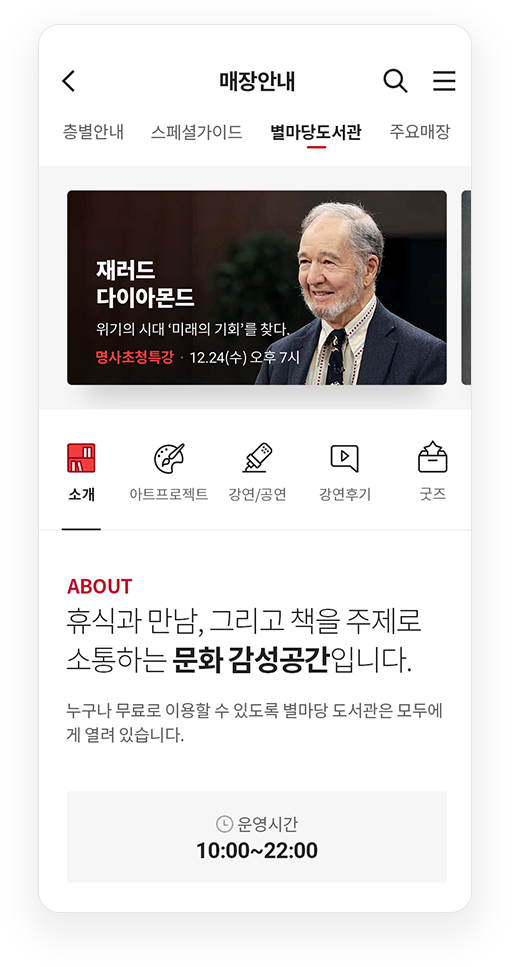 매장안내
층별안내 스페셜가이드 별마당도서관 주요매장
재러드
다이아몬드
위기의 시대 ‘미래의 기회’를 찾다.
명사초청특강 · 12.24(수) 오후 7시
소개 아트프로젝트 강연/공연 강연후기 굿즈
ABOUT
휴식과 만남, 그리고 책을 주제로
소통하는 문화 감성공간입니다.
누구나 무료로 이용할 수 있도록 별마당 도서관은 모두에
게 열려 있습니다.
운영시간
10:00~22:00